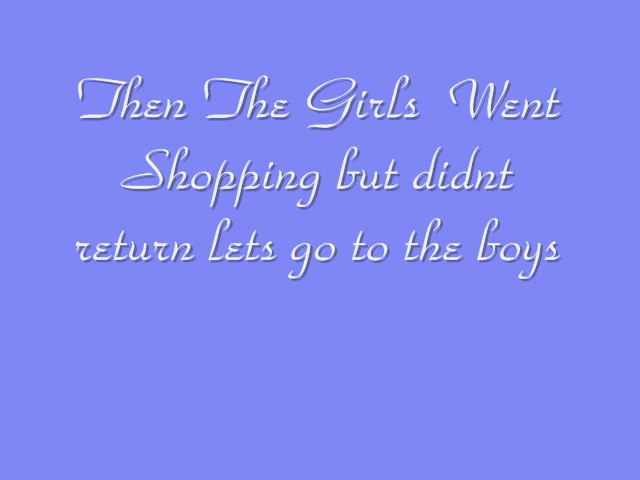 Then The Girls Went
Shopping but didnt
return lets go to the boys